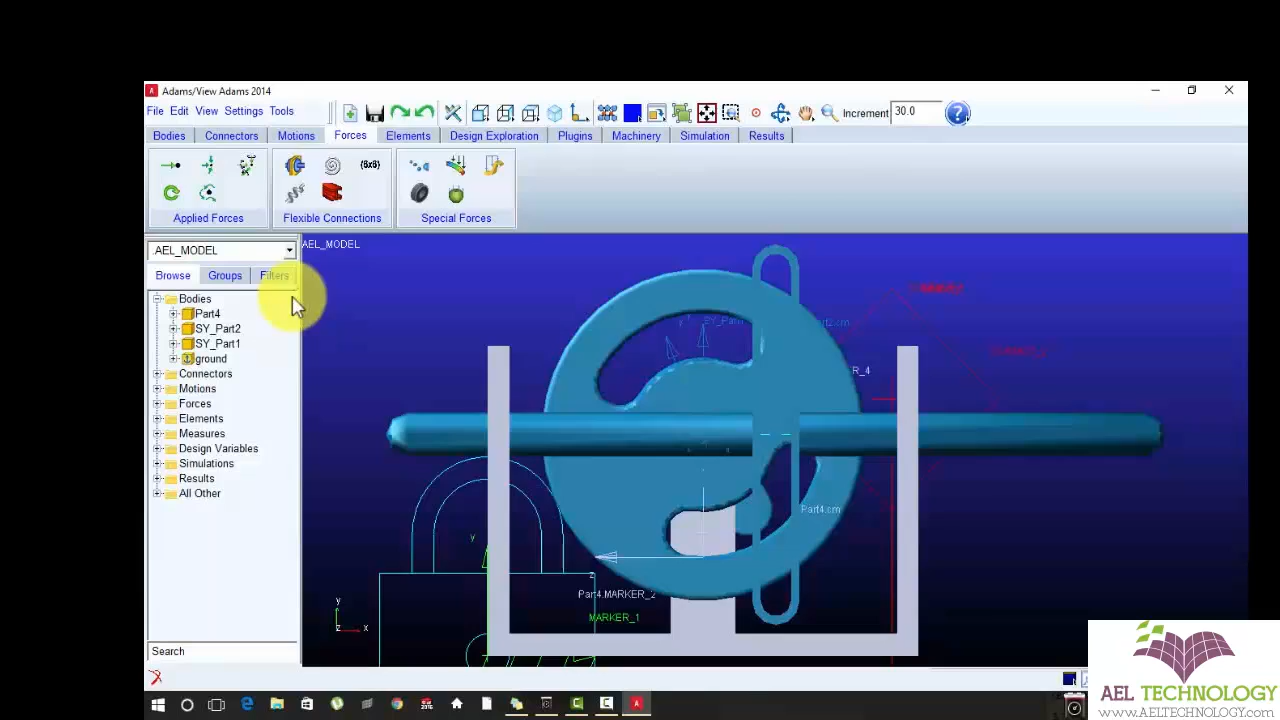 Adams/View Adams 2014
File Edit View Settings Tools
Increment 30.0
Bodies Connectors Motions Forces Elements Design Exploration Plugins Machinery Simulation Results
(6x6)
Applied Forces Flexible Connections Special Forces
.AEL_MODEL
AEL_MODEL
Browse Groups Filters
Bodies
Part4
SY_Part2
SY_Part1
ground
Connectors
Motions
Forces
Elements
Measures
Design Variables
Simulations
Results
All Other
Search
R_4
Part4.cm
Part4.MARKER_2
MARKER_1
y
x
z
y
z
AEL TECHNOLOGY
www.AELTECHNOLOGY.com